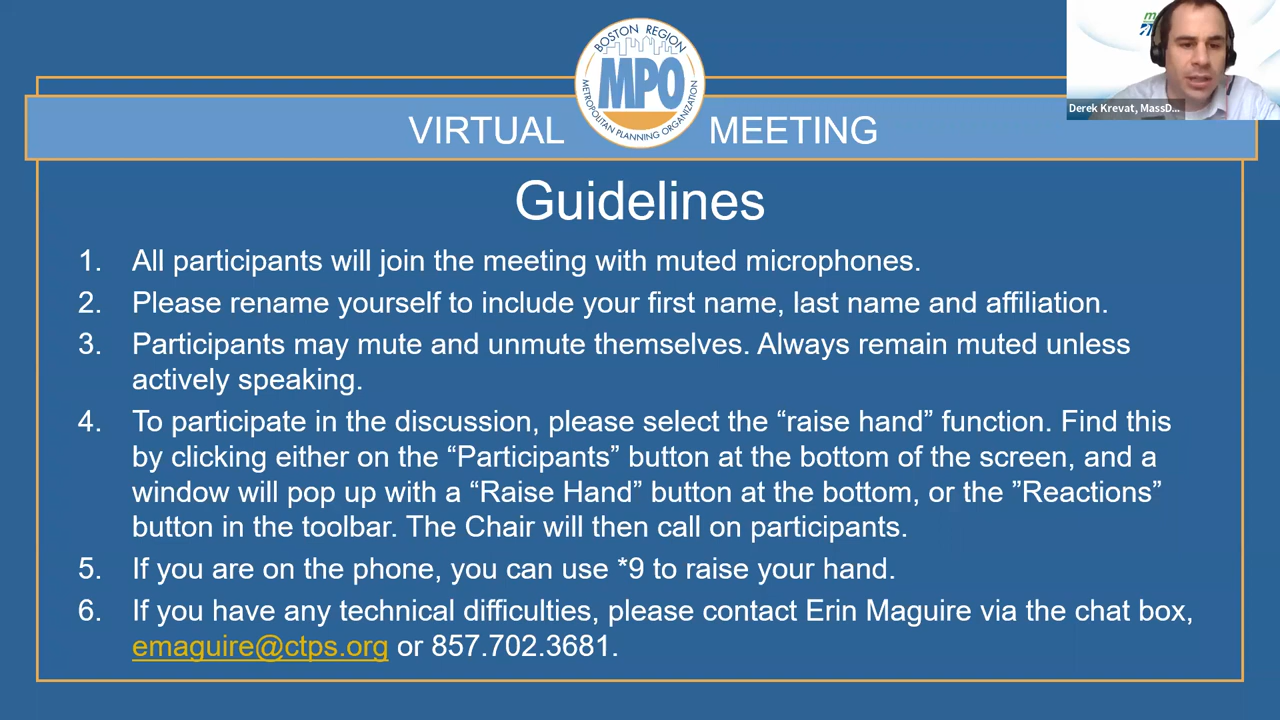 BOSTON REGION
MPO
METROPOLITAN PLANNING ORGANIZATION
Derek Krevat, MassD...
VIRTUAL MEETING
Guidelines
1. All participants will join the meeting with muted microphones.
2. Please rename yourself to include your first name, last name and affiliation.
3. Participants may mute and unmute themselves. Always remain muted unless
actively speaking.
4. To participate in the discussion, please select the “raise hand” function. Find this
by clicking either on the “Participants” button at the bottom of the screen, and a
window will pop up with a “Raise Hand” button at the bottom, or the ”Reactions”
button in the toolbar. The Chair will then call on participants.
5. If you are on the phone, you can use *9 to raise your hand.
6. If you have any technical difficulties, please contact Erin Maguire via the chat box,
emaguire@ctps.org or 857.702.3681.